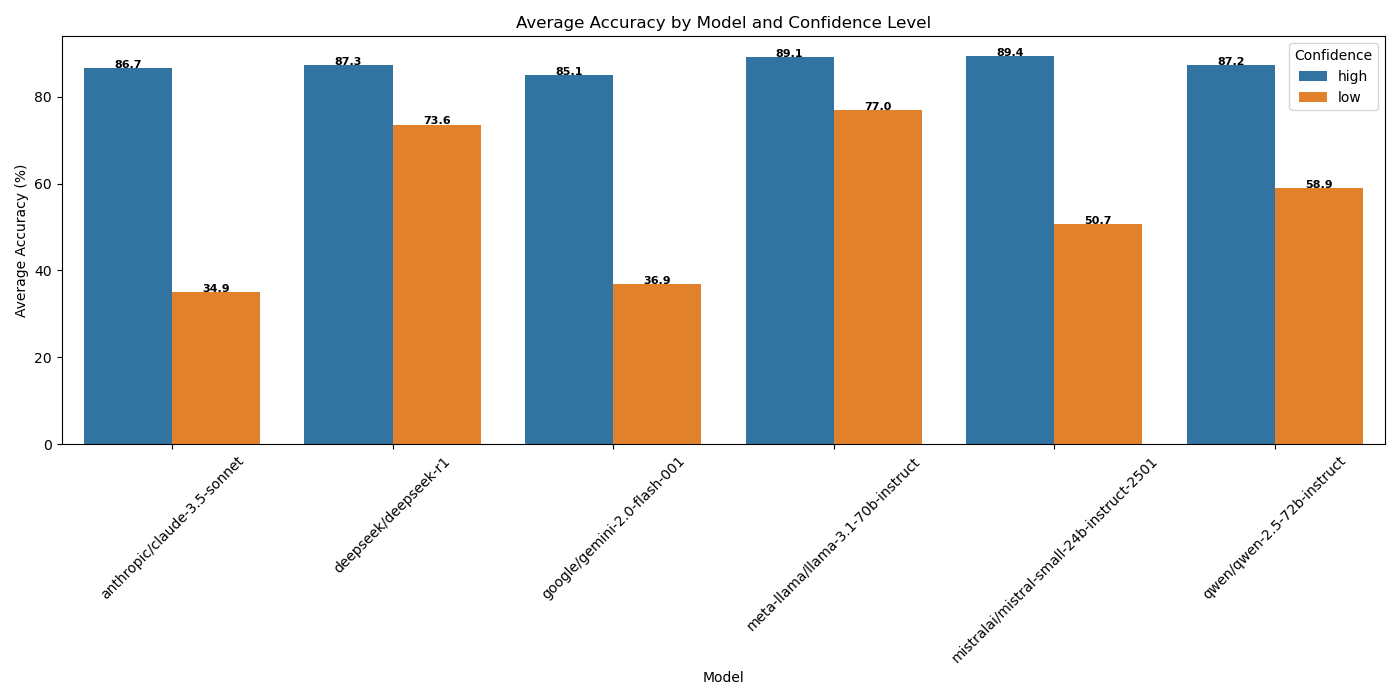 Average Accuracy by Model and Confidence Level
Confidence
high
low
Average Accuracy (%)
80
60
40
20
0
86.7
34.9
87.3
73.6
85.1
36.9
89.1
77.0
89.4
50.7
87.2
58.9
anthropic/claude-3.5-sonnet
deepseek/deepseek-r1
google/gemini-2.0-flash-001
meta-llama/llama-3.1-70b-instruct
mistralai/mistral-small-24b-instruct-2501
qwen/qwen-2.5-72b-instruct
Model